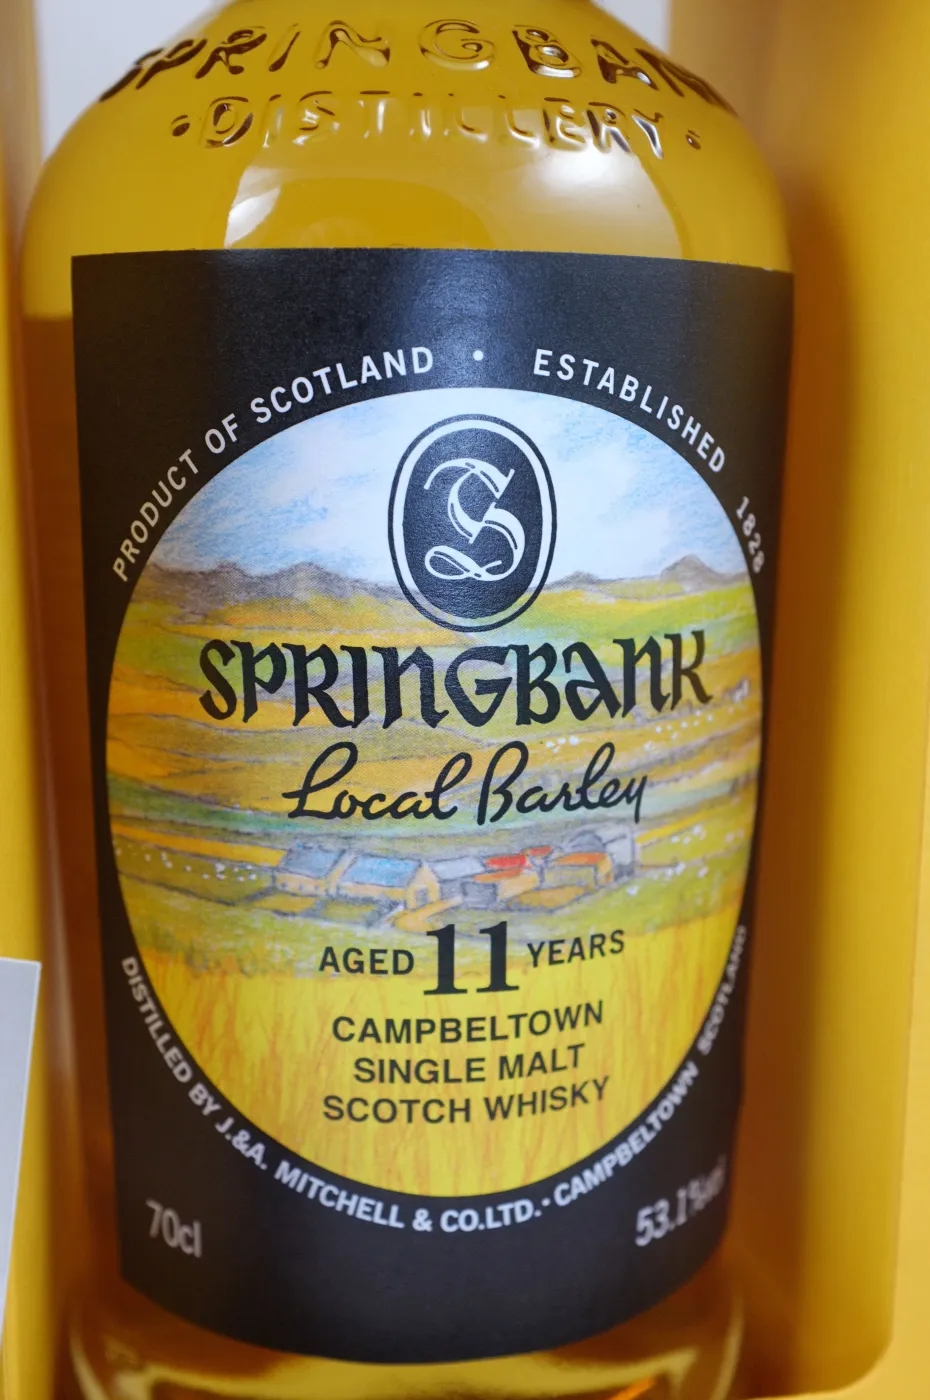 SPRINGBANK
·DISTILLERY·
PRODUCT OF SCOTLAND · ESTABLISHED 1828
S
SPRINGBANK
Local Barley
AGED 11 YEARS
CAMPBELTOWN
SINGLE MALT
SCOTCH WHISKY
DISTILLED BY J.&A. MITCHELL & CO.LTD. · CAMPBELTOWN SCOTLAND
70cl
53.1%vol